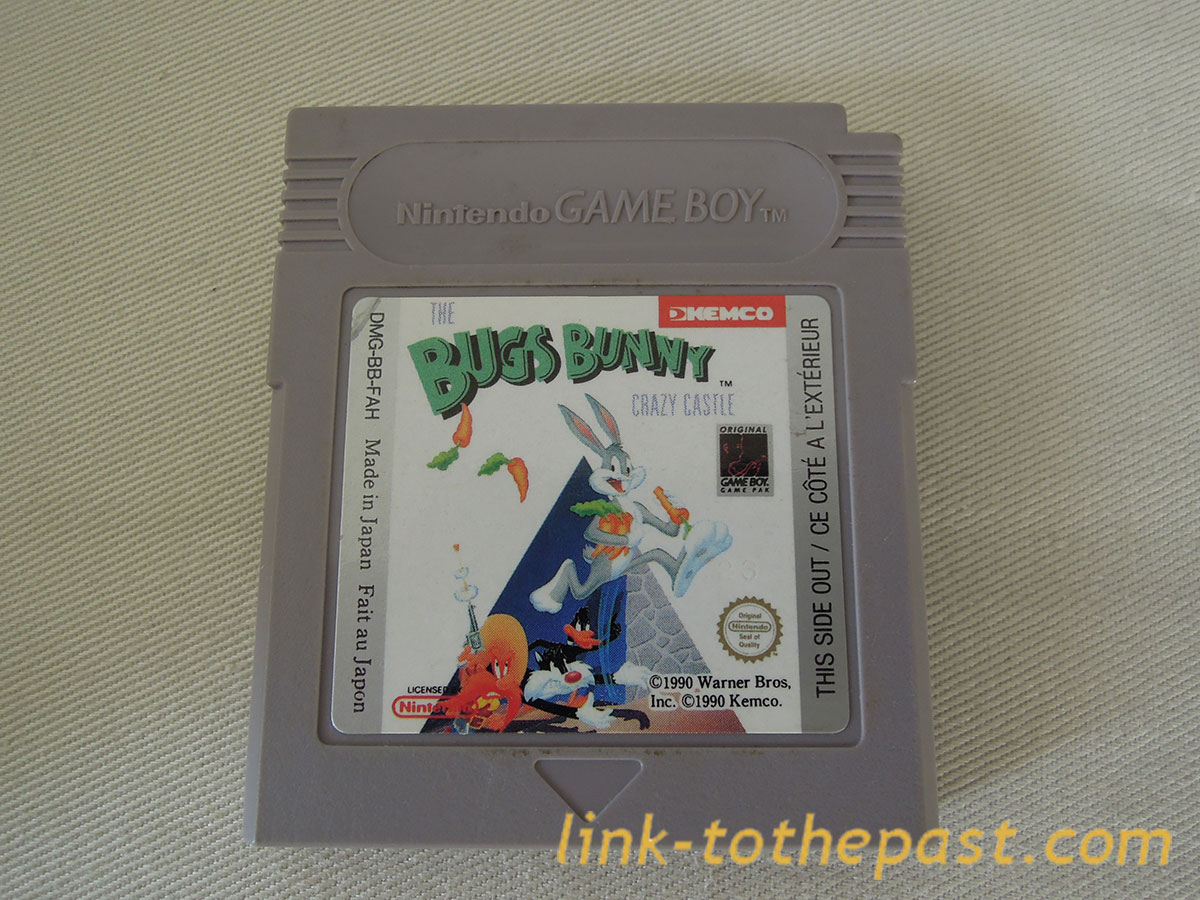 Nintendo GAME BOY TM
THE
BUGS BUNNY TM
CRAZY CASTLE
KEMCO
DMG-BB-FAH Made in Japan Fait au Japon
THIS SIDE OUT / CE CÔTÉ A L'EXTÉRIEUR
ORIGINAL
GAME BOY
GAME PAK
Original
Nintendo
Seal of
Quality
LICENSED
Nintendo
©1990 Warner Bros,
Inc. ©1990 Kemco.
link-tothepast.com